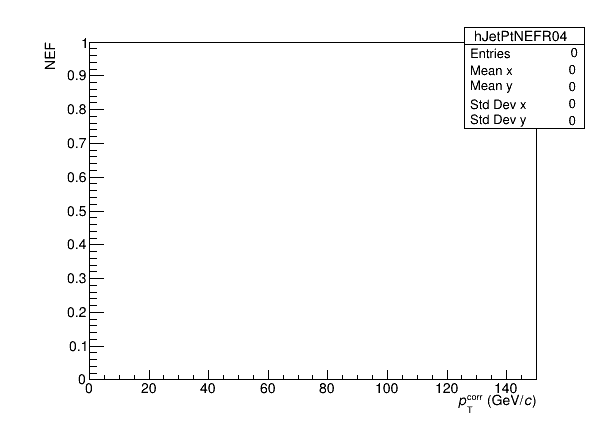 hJetPtNEFR04
Entries 0
Mean x 0
Mean y 0
Std Dev x 0
Std Dev y 0
NEF
1
0.9
0.8
0.7
0.6
0.5
0.4
0.3
0.2
0.1
0
0 20 40 60 80 100 120 140
p_T^corr (GeV/c)